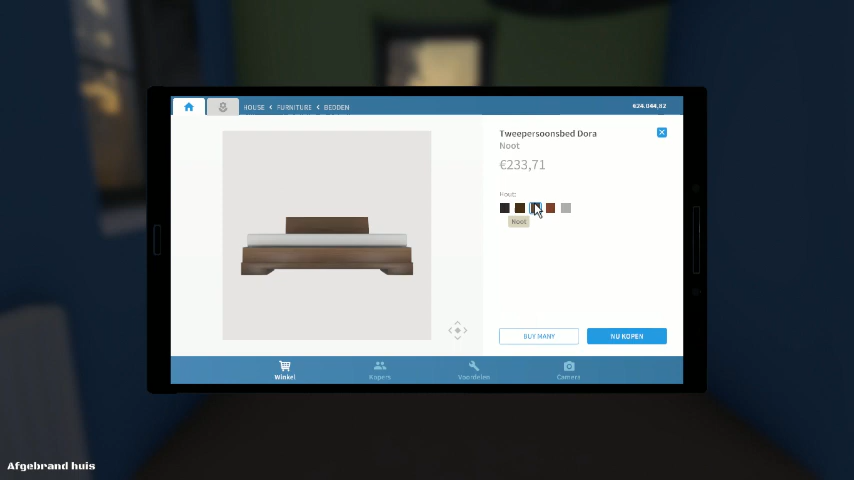 HOUSE < FURNITURE < BEDDEN
€24.044,82
Tweepersoonsbed Dora
Noot
€233,71
Hout:
Noot
BUY MANY
NU KOPEN
Winkel
Kopers
Voordelen
Camera
Afgebrand huis